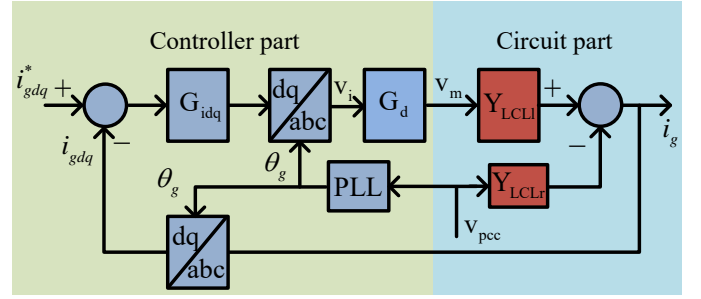 Controller part
Circuit part
i*gdq
+
Gidq
dq
abc
vi
Gd
vm
YLCLl
+
igdq
−
θg
−
ig
θg
PLL
YLCLr
vpcc
dq
abc